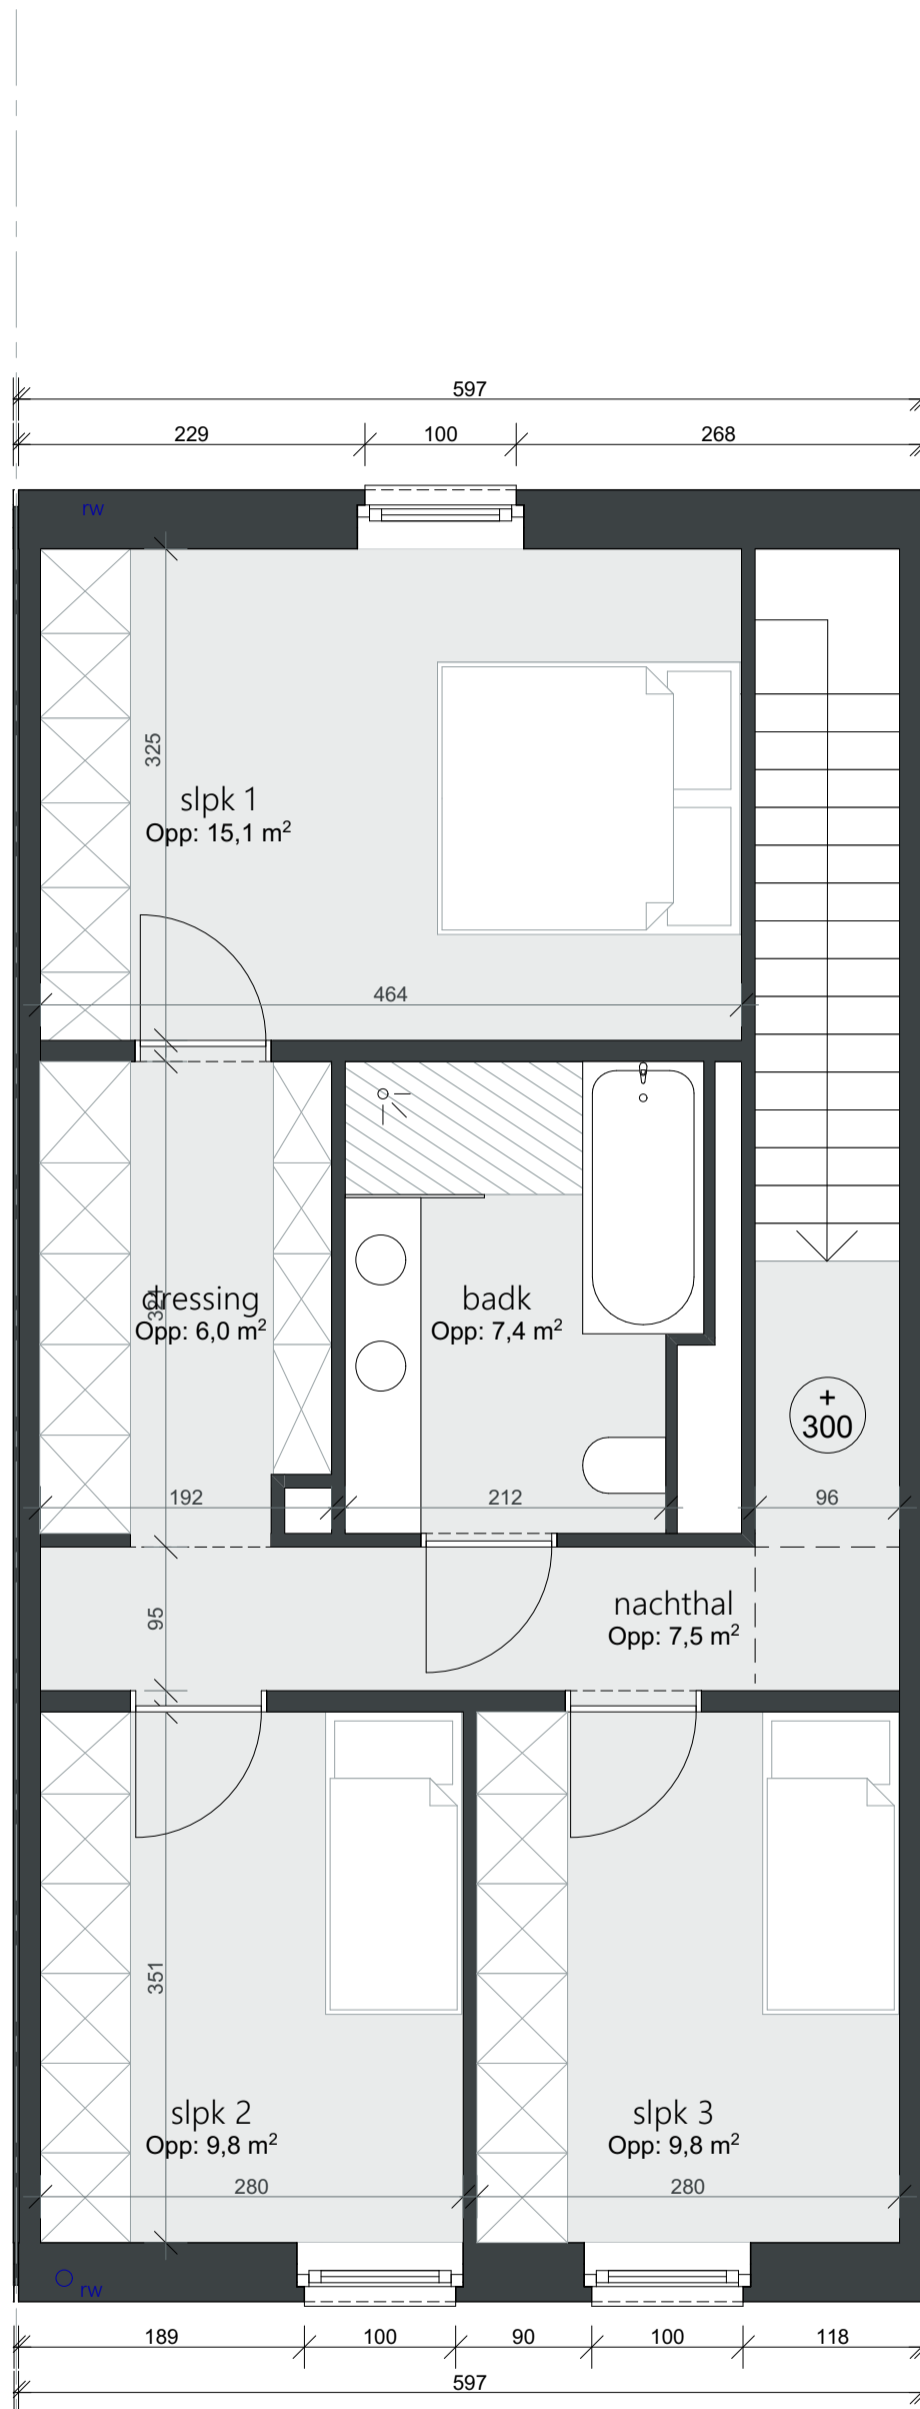 597
229 100 268
rw
325
slpk 1
Opp: 15,1 m²
464
dressing
Opp: 6,0 m²
324
badk
Opp: 7,4 m²
+
300
192 212 96
95
nachthal
Opp: 7,5 m²
351
slpk 2
Opp: 9,8 m²
slpk 3
Opp: 9,8 m²
280 280
rw
189 100 90 100 118
597